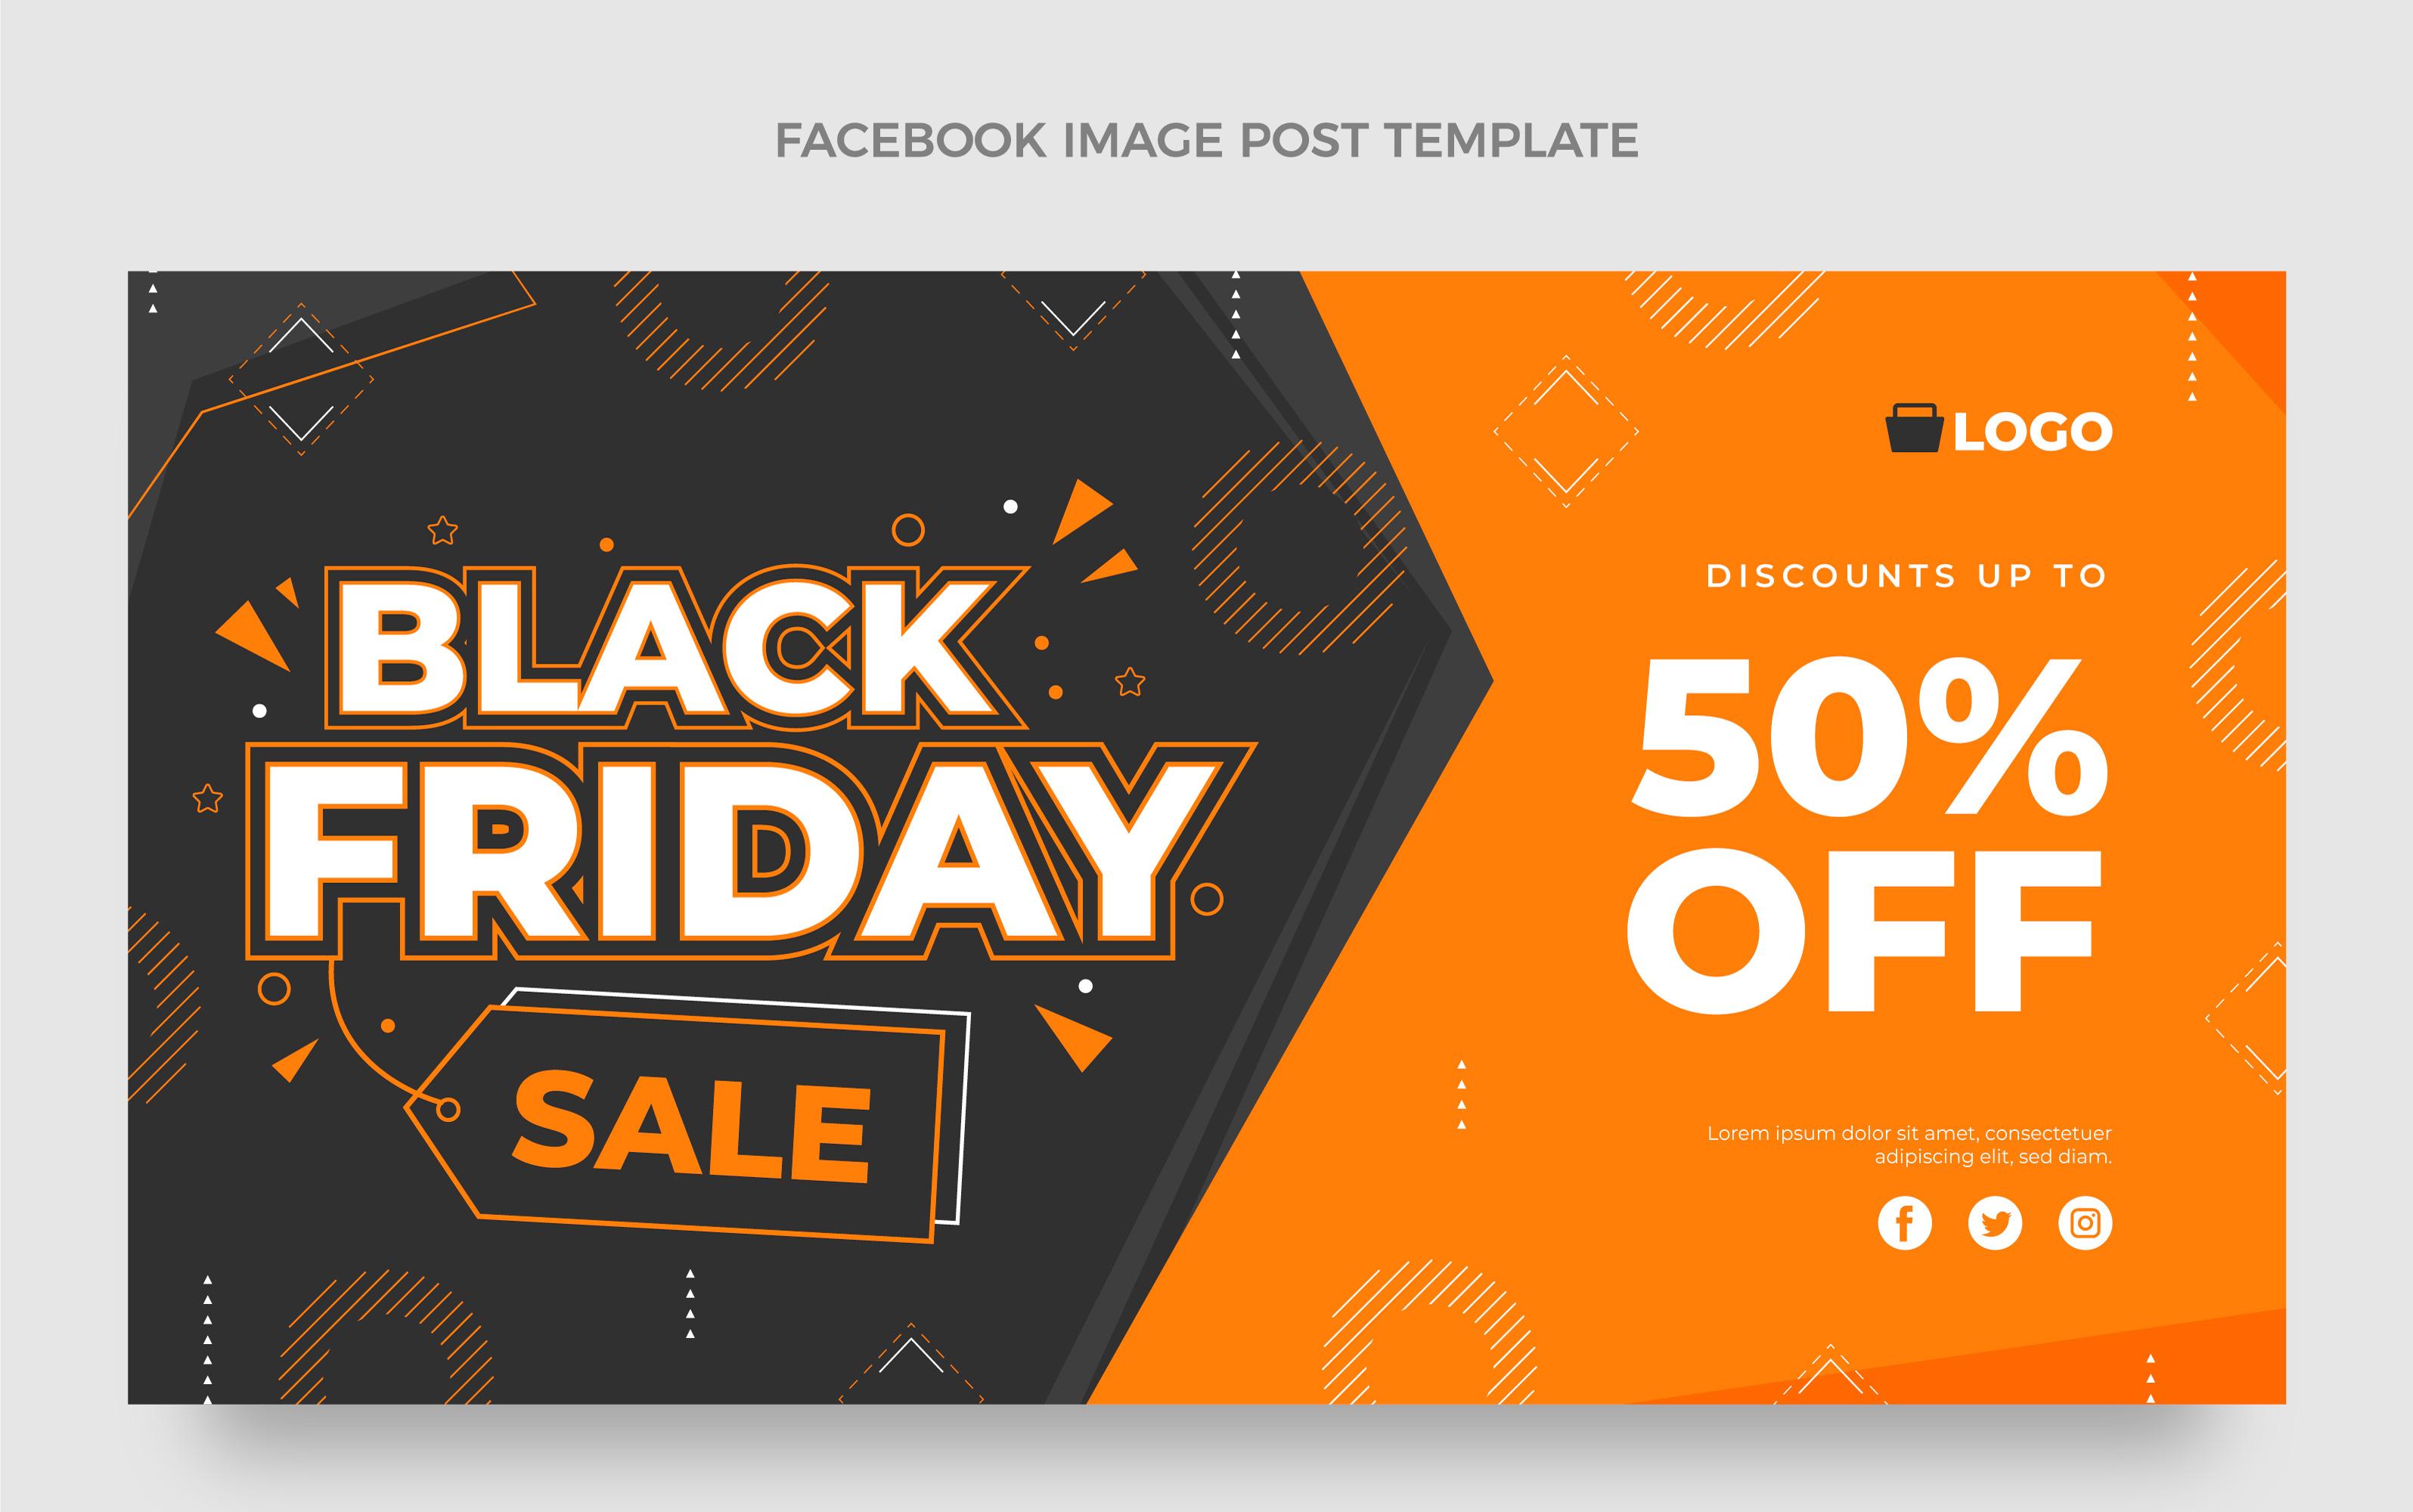 FACEBOOK IMAGE POST TEMPLATE
BLACK
FRIDAY
SALE
LOGO
DISCOUNTS UP TO
50%
OFF
Lorem ipsum dolor sit amet, consectetuer
adipiscing elit, sed diam.